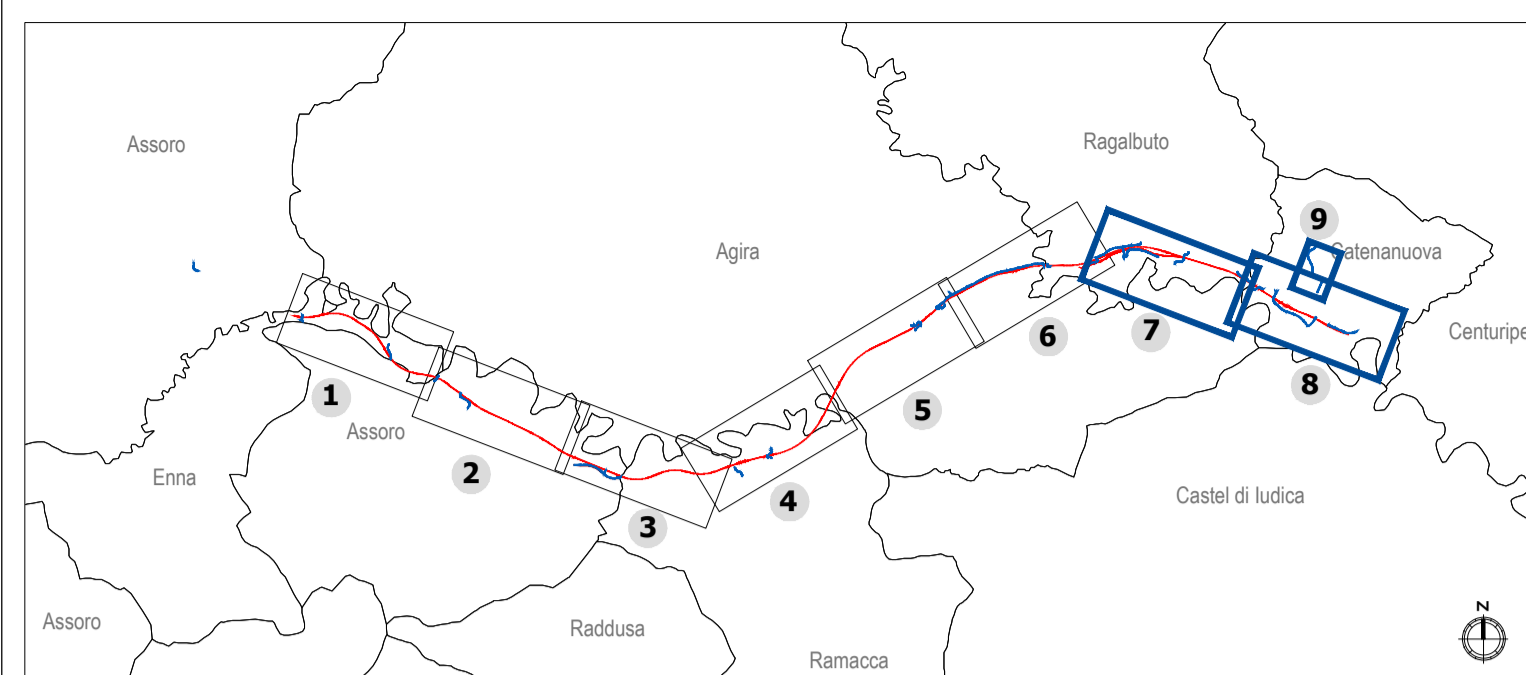 Assoro
Ragalbuto
9
Agira
Catenanuova
Centuripe
6
7
8
1
5
Assoro
2
Enna
4
Castel di Iudica
3
N
Assoro
Raddusa
Ramacca